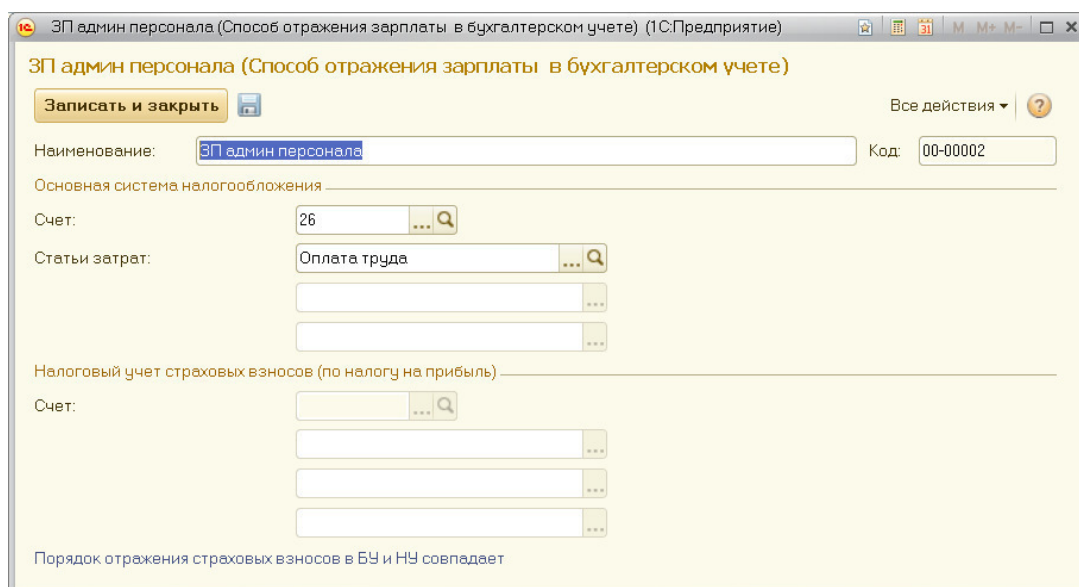 ЗП админ персонала (Способ отражения зарплаты в бухгалтерском учете) (1С:Предприятие) 31 M M+ M-
ЗП админ персонала (Способ отражения зарплаты в бухгалтерском учете)
Записать и закрыть Все действия ?
Наименование: ЗП админ персонала Код: 00-00002
Основная система налогообложения
Счет: 26 ...
Статьи затрат: Оплата труда ...
...
...
Налоговый учет страховых взносов (по налогу на прибыль)
Счет: ...
...
...
...
Порядок отражения страховых взносов в БУ и НУ совпадает